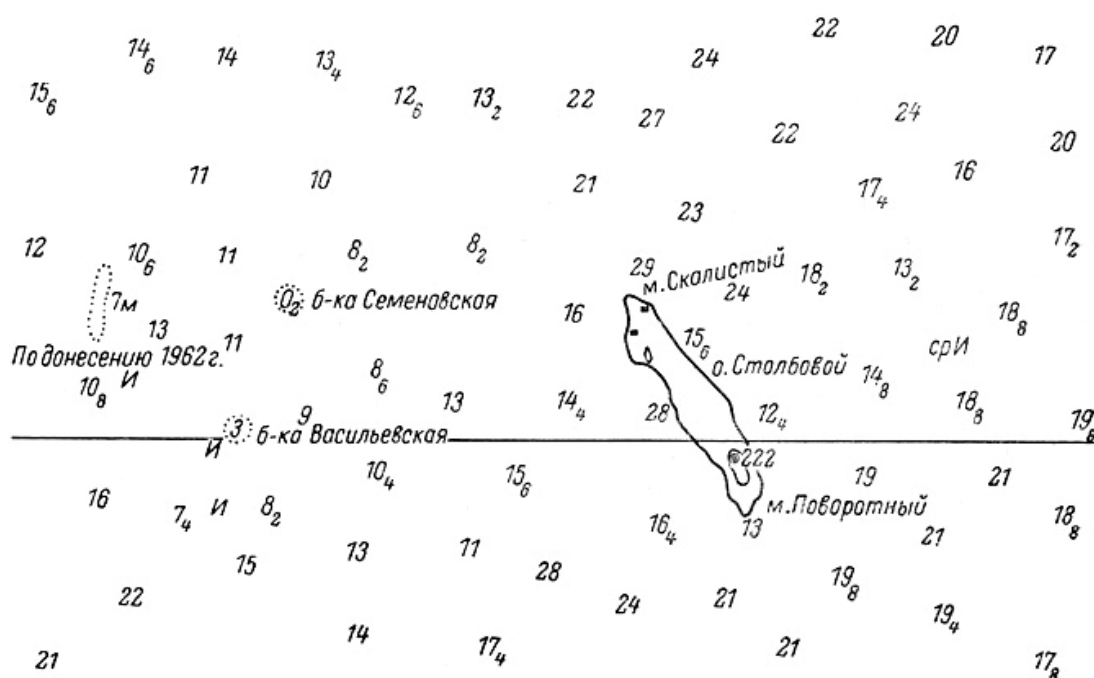 22
20
14₆ 14 13₄ 24 17
15₆ 12₆ 13₂ 22 27 24
22 20
11 10 21 17₄ 16
23
12 10₆ 11 8₂ 8₂ 17₂
29 м. Скалистый 24 18₂ 13₂
7м
0₂ б-ка Семеновская 16 18₈
13 11 15₆ срИ
По донесению 1962 г.
о. Столбовой
10₈ И 8₆ 14₈
9 13 14₄ 28 12₄ 18₈ 19₈
3 б-ка Васильевская
И
10₄ 15₆ 222 19 21
16 7₄ И 8₂ 16₄ 13 м. Поворотный 21 18₈
15 13 11 28 19₈
22 24 21 19₄
21 14 17₄ 21 17₈